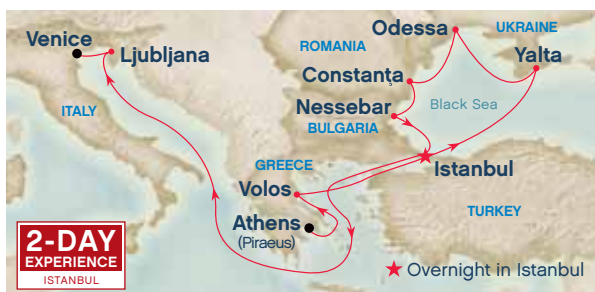 Venice
Ljubljana
ITALY
ROMANIA
Odessa
UKRAINE
Yalta
Constanța
Nessebar
BULGARIA
Black Sea
Istanbul
GREECE
Volos
Athens
(Piraeus)
TURKEY
2-DAY
EXPERIENCE
ISTANBUL
Overnight in Istanbul